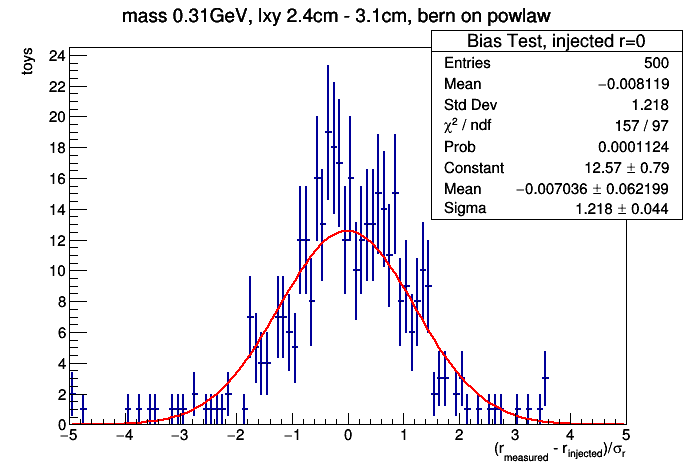 mass 0.31GeV, lxy 2.4cm - 3.1cm, bern on powlaw
Bias Test, injected r=0
Entries 500
Mean −0.008119
Std Dev 1.218
χ² / ndf 157 / 97
Prob 0.0001124
Constant 12.57 ± 0.79
Mean −0.007036 ± 0.062199
Sigma 1.218 ± 0.044
toys
24
22
20
18
16
14
12
10
8
6
4
2
0
−5 −4 −3 −2 −1 0 1 2 3 4 5
(r_measured - r_injected)/σ_r